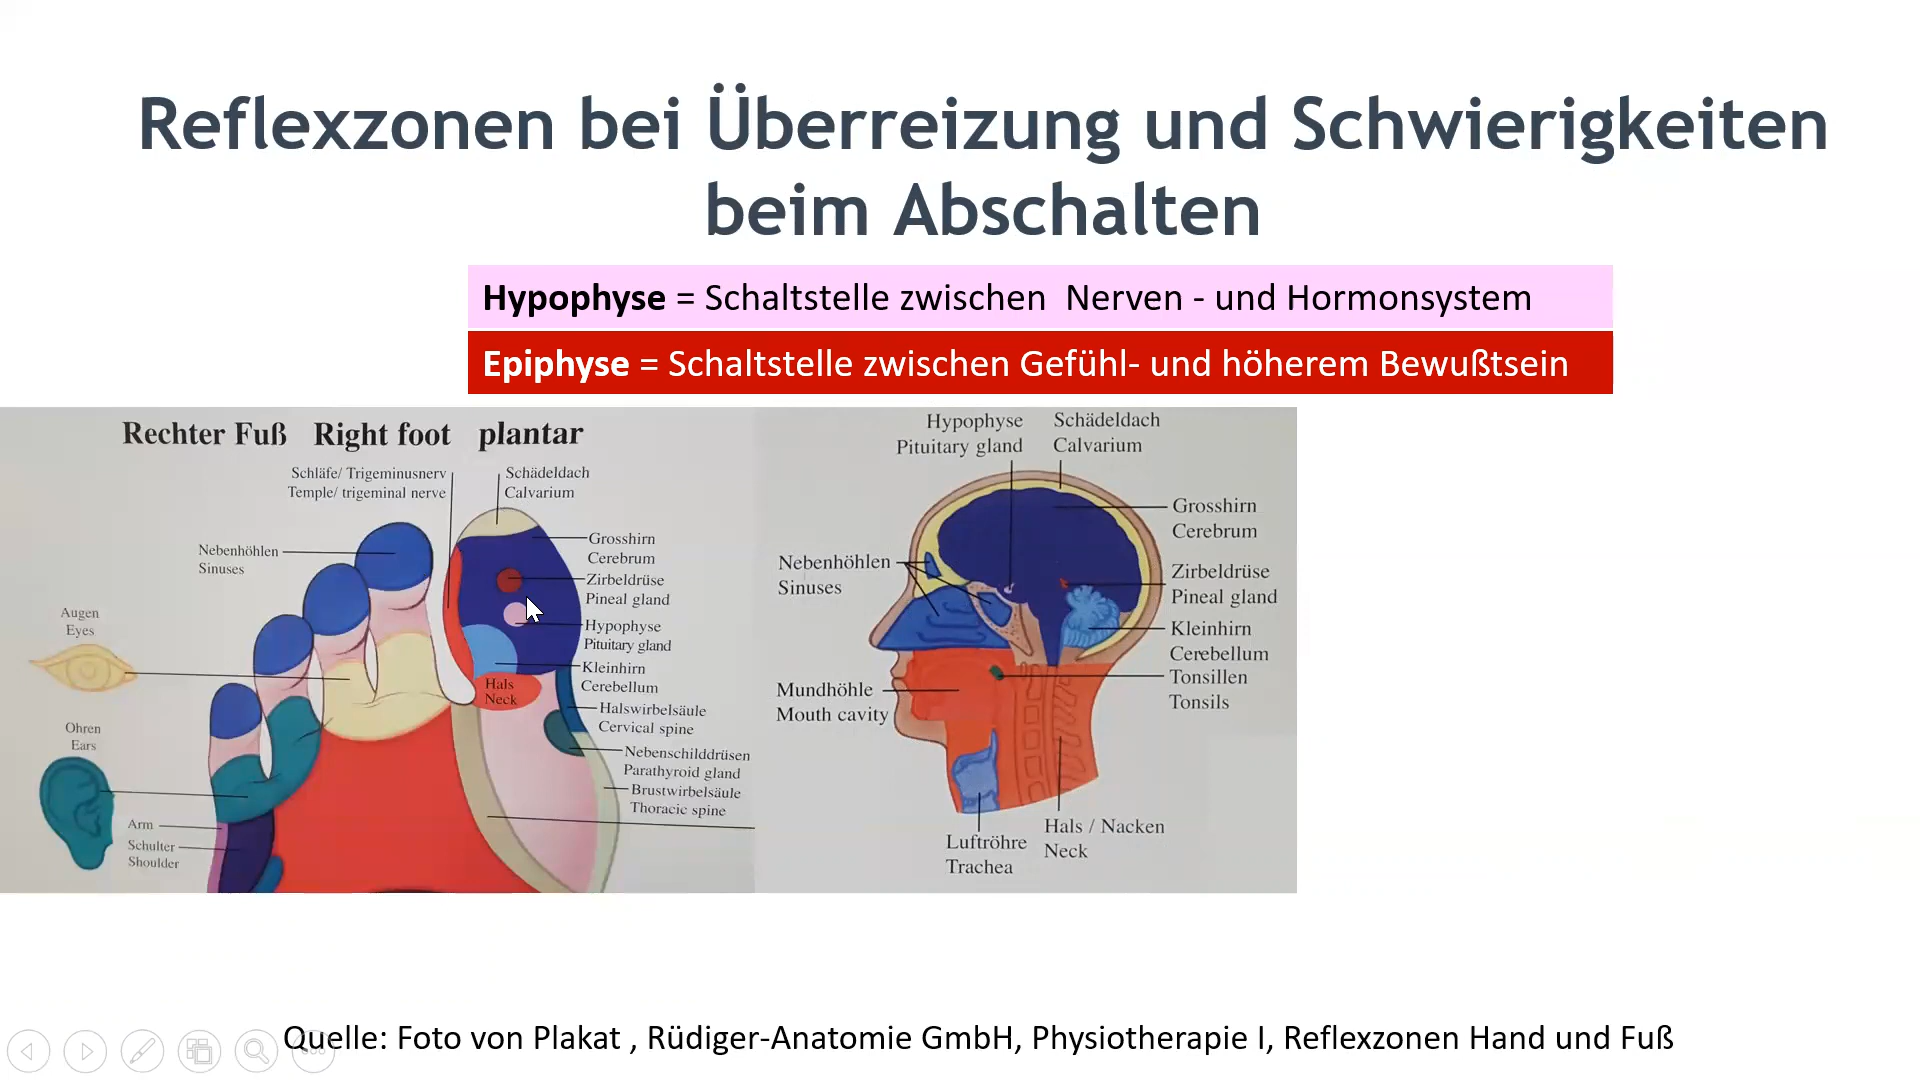 Reflexzonen bei Überreizung und Schwierigkeiten
beim Abschalten
Hypophyse = Schaltstelle zwischen  Nerven - und Hormonsystem
Epiphyse = Schaltstelle zwischen Gefühl- und höherem Bewußtsein
Rechter Fuß Right foot plantar
Schläfe/ Trigeminusnerv
Temple/ trigeminal nerve
Schädeldach
Calvarium
Nebenhöhlen
Sinuses
Grosshirn
Cerebrum
Zirbeldrüse
Pineal gland
Augen
Eyes
Hypophyse
Pituitary gland
Kleinhirn
Cerebellum
Hals
Neck
Halswirbelsäule
Cervical spine
Ohren
Ears
Nebenschilddrüsen
Parathyroid gland
Brustwirbelsäule
Thoracic spine
Arm
Schulter
Shoulder
Hypophyse
Pituitary gland
Schädeldach
Calvarium
Grosshirn
Cerebrum
Nebenhöhlen
Sinuses
Zirbeldrüse
Pineal gland
Kleinhirn
Cerebellum
Tonsillen
Tonsils
Mundhöhle
Mouth cavity
Luftröhre
Trachea
Hals / Nacken
Neck
Quelle: Foto von Plakat , Rüdiger-Anatomie GmbH, Physiotherapie I, Reflexzonen Hand und Fuß